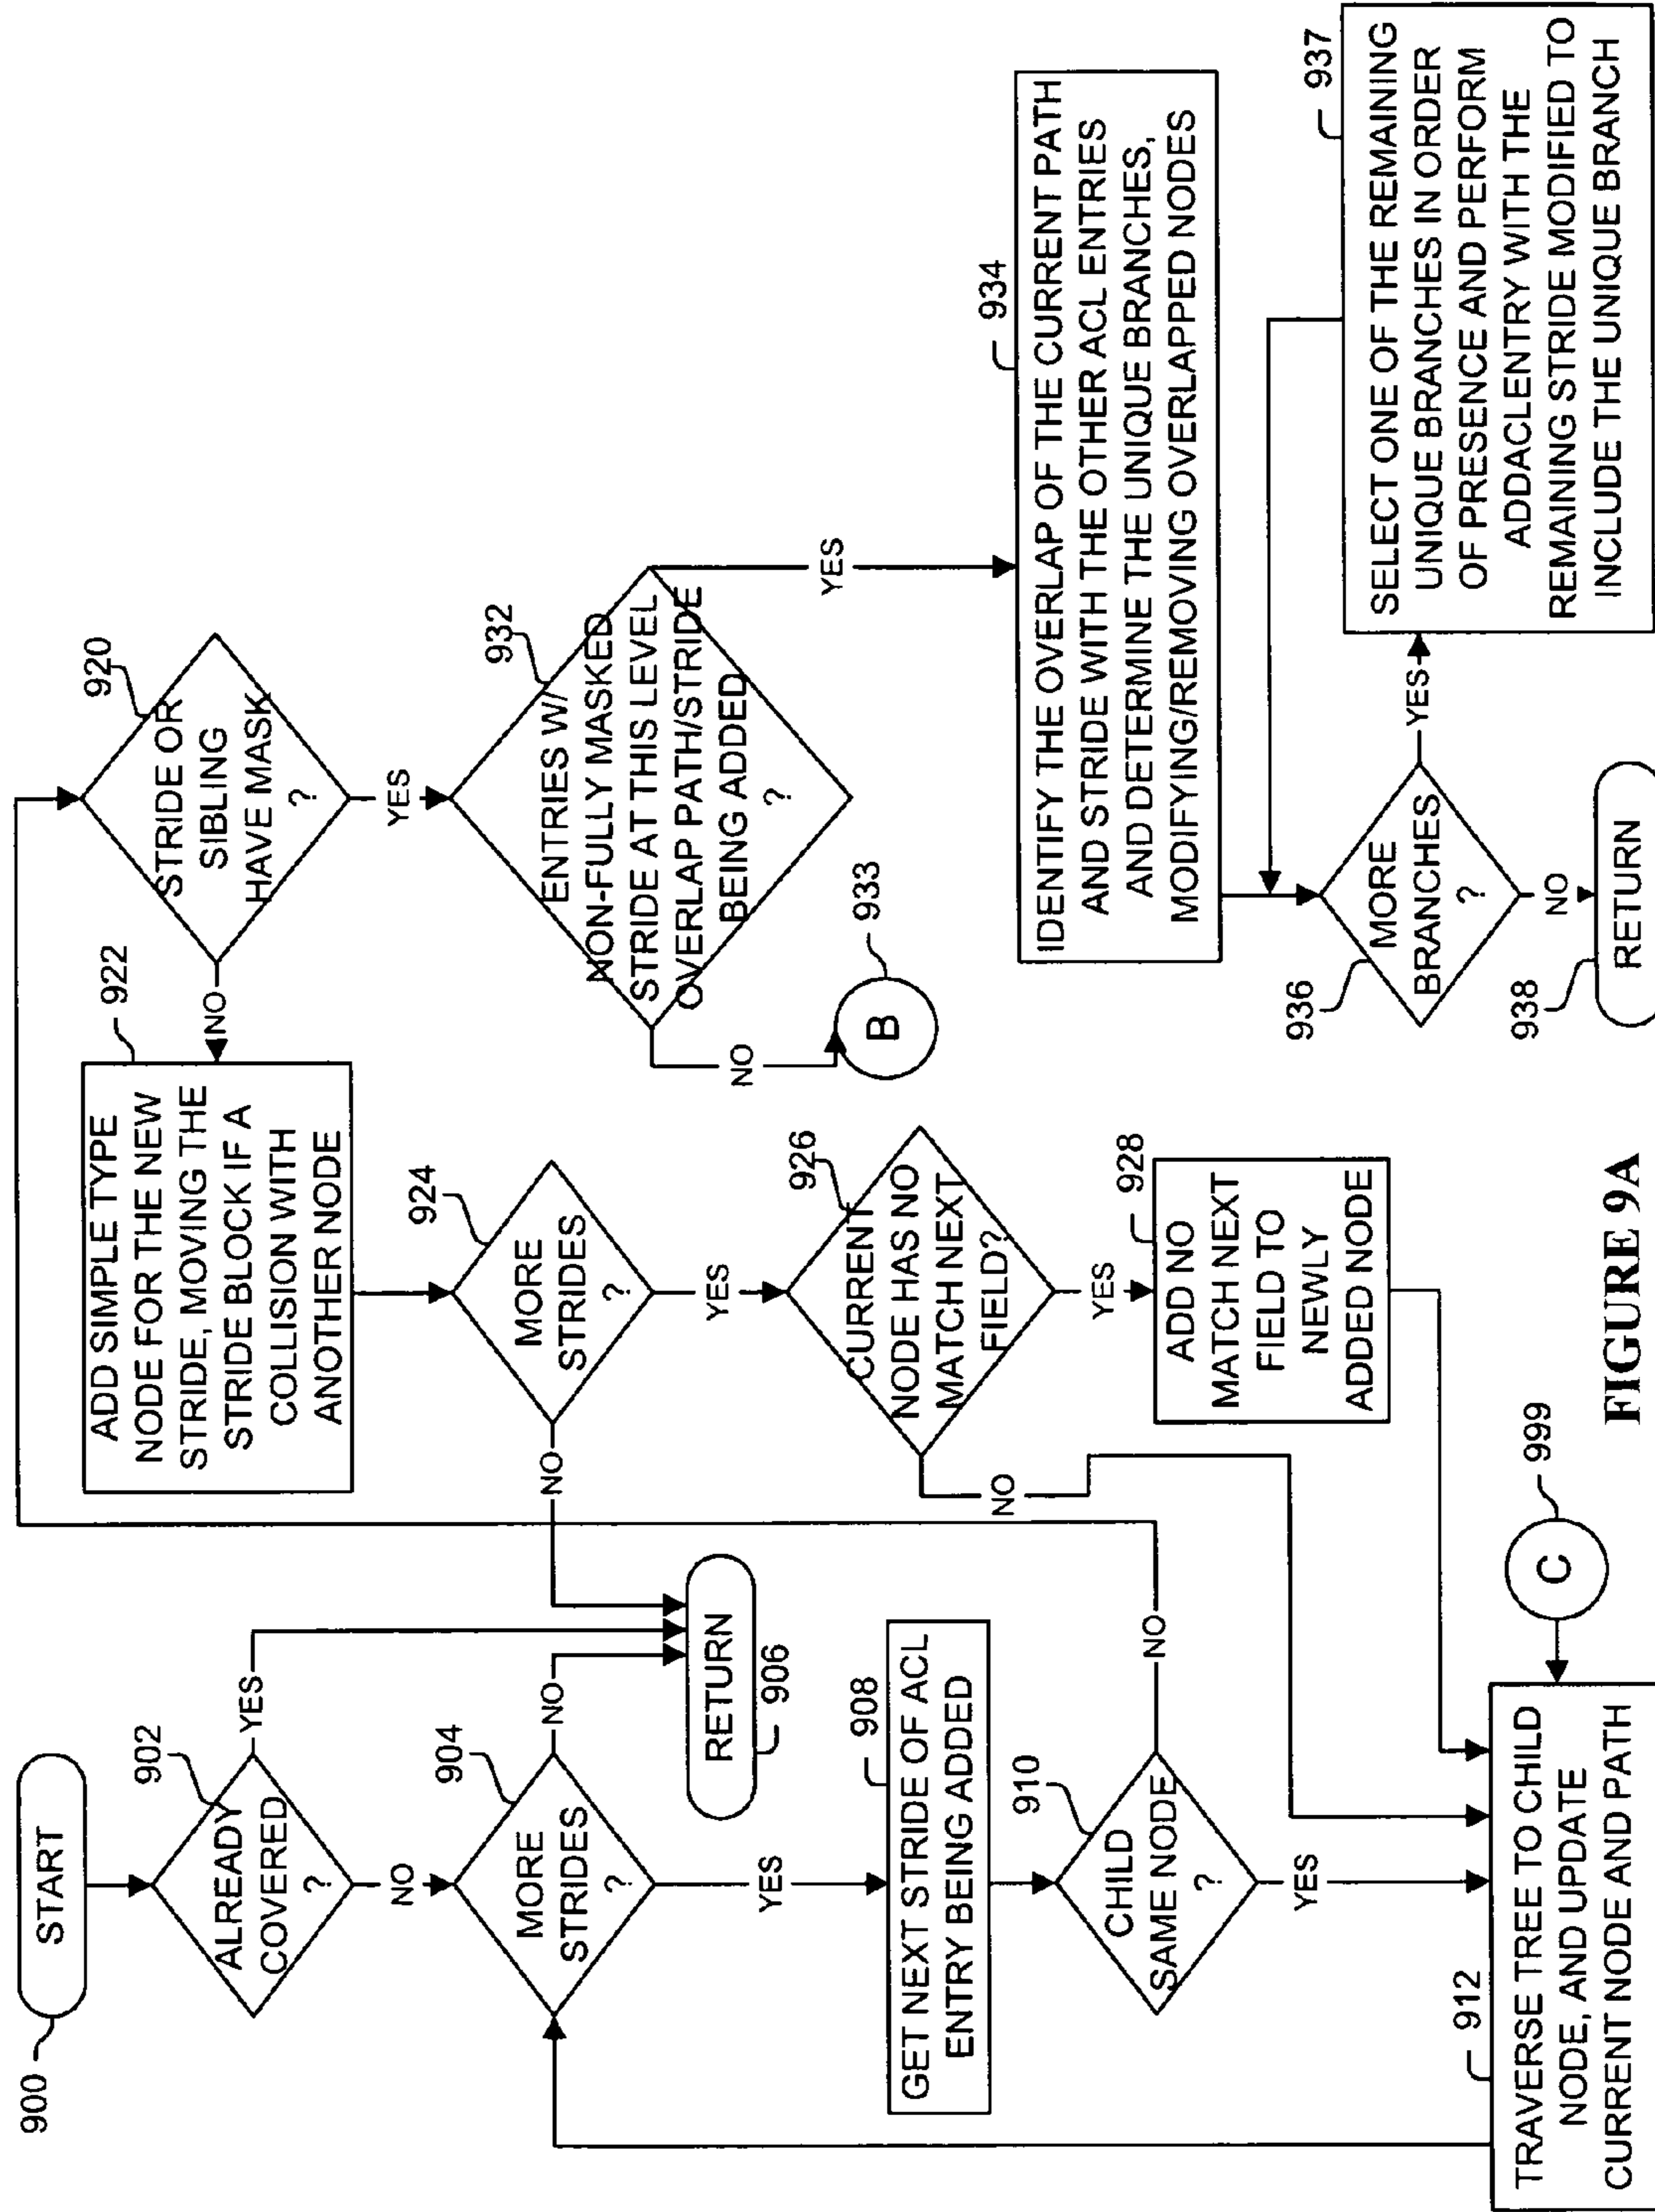 900
START
902
ALREADY
COVERED
?
YES
NO
904
MORE
STRIDES
?
NO
YES
RETURN
906
908
GET NEXT STRIDE OF ACL
ENTRY BEING ADDED
910
CHILD
SAME NODE
?
NO
YES
912
TRAVERSE TREE TO CHILD
NODE, AND UPDATE
CURRENT NODE AND PATH
C
999
922
ADD SIMPLE TYPE
NODE FOR THE NEW
STRIDE, MOVING THE
STRIDE BLOCK IF A
COLLISION WITH
ANOTHER NODE
924
MORE
STRIDES
?
NO
YES
926
CURRENT
NODE HAS NO
MATCH NEXT
FIELD?
NO
YES
928
ADD NO
MATCH NEXT
FIELD TO
NEWLY
ADDED NODE
920
STRIDE OR
SIBLING
HAVE MASK
?
NO
YES
932
ENTRIES W/
NON-FULLY MASKED
STRIDE AT THIS LEVEL
OVERLAP PATH/STRIDE
BEING ADDED
?
NO
B
933
YES
934
IDENTIFY THE OVERLAP OF THE CURRENT PATH
AND STRIDE WITH THE OTHER ACL ENTRIES
AND DETERMINE THE UNIQUE BRANCHES,
MODIFYING/REMOVING OVERLAPPED NODES
936
MORE
BRANCHES
?
YES
NO
937
SELECT ONE OF THE REMAINING
UNIQUE BRANCHES IN ORDER
OF PRESENCE AND PERFORM
ADDACLENTRY WITH THE
REMAINING STRIDE MODIFIED TO
INCLUDE THE UNIQUE BRANCH
938
RETURN
FIGURE 9A